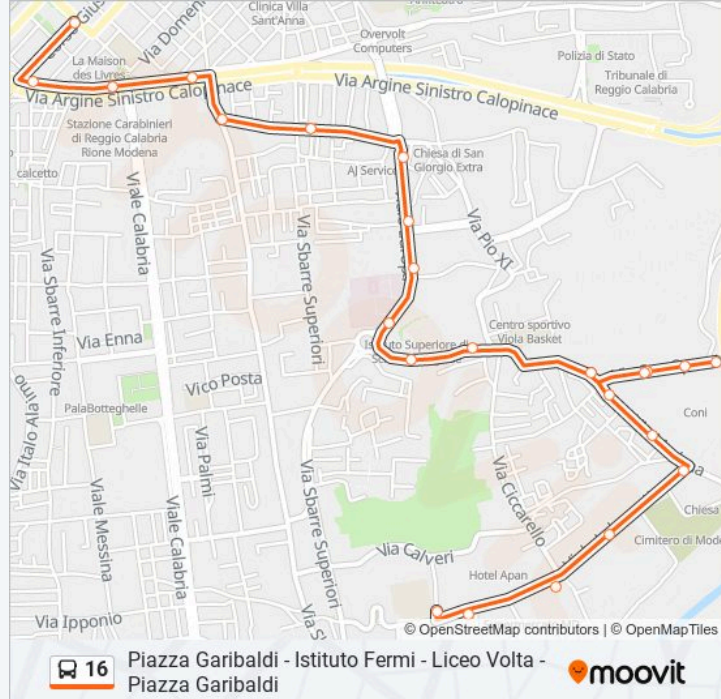 Clinica Villa
Sant'Anna
Via Domeni
Overvolt
Computers
La Maison
des Livres
Polizia di Stato
Tribunale di
Reggio Calabria
Via Argine Sinistro Calopinace
Via Argine Sinistro Calopinace
Stazione Carabinieri
di Reggio Calabria
Rione Modena
calcetto
AJ Service
Chiesa di San
Giorgio Extra
Viale Calabria
Via Sbarre Superiori
Via Pio XI
Via Sbarre Inferiore
Via Enna
Centro sportivo
Viola Basket
Istituto Superiore di
Vico Posta
PalaBotteghelle
Coni
Via Palmi
Via Ciccarello
Via Sbarre Superiori
Viale Messina
Viale Calabria
Via Calveri
Chiesa
Cimitero di Mode
Hotel Apan
Via Ipponio
© OpenStreetMap contributors | © OpenMapTiles
16
Piazza Garibaldi - Istituto Fermi - Liceo Volta -
Piazza Garibaldi
moovit